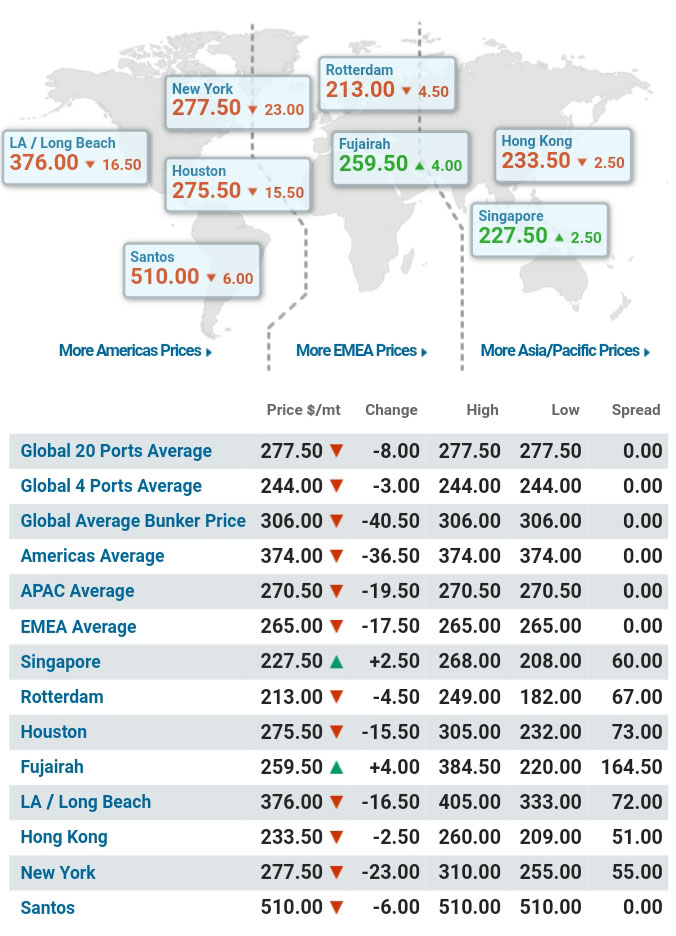 Rotterdam
213.00 ▼ 4.50
New York
277.50 ▼ 23.00
LA / Long Beach
376.00 ▼ 16.50
Fujairah
259.50 ▲ 4.00
Hong Kong
233.50 ▼ 2.50
Houston
275.50 ▼ 15.50
Singapore
227.50 ▲ 2.50
Santos
510.00 ▼ 6.00
More Americas Prices
More EMEA Prices
More Asia/Pacific Prices
Price $/mt Change High Low Spread
Global 20 Ports Average 277.50 ▼ -8.00 277.50 277.50 0.00
Global 4 Ports Average 244.00 ▼ -3.00 244.00 244.00 0.00
Global Average Bunker Price 306.00 ▼ -40.50 306.00 306.00 0.00
Americas Average 374.00 ▼ -36.50 374.00 374.00 0.00
APAC Average 270.50 ▼ -19.50 270.50 270.50 0.00
EMEA Average 265.00 ▼ -17.50 265.00 265.00 0.00
Singapore 227.50 ▲ +2.50 268.00 208.00 60.00
Rotterdam 213.00 ▼ -4.50 249.00 182.00 67.00
Houston 275.50 ▼ -15.50 305.00 232.00 73.00
Fujairah 259.50 ▲ +4.00 384.50 220.00 164.50
LA / Long Beach 376.00 ▼ -16.50 405.00 333.00 72.00
Hong Kong 233.50 ▼ -2.50 260.00 209.00 51.00
New York 277.50 ▼ -23.00 310.00 255.00 55.00
Santos 510.00 ▼ -6.00 510.00 510.00 0.00